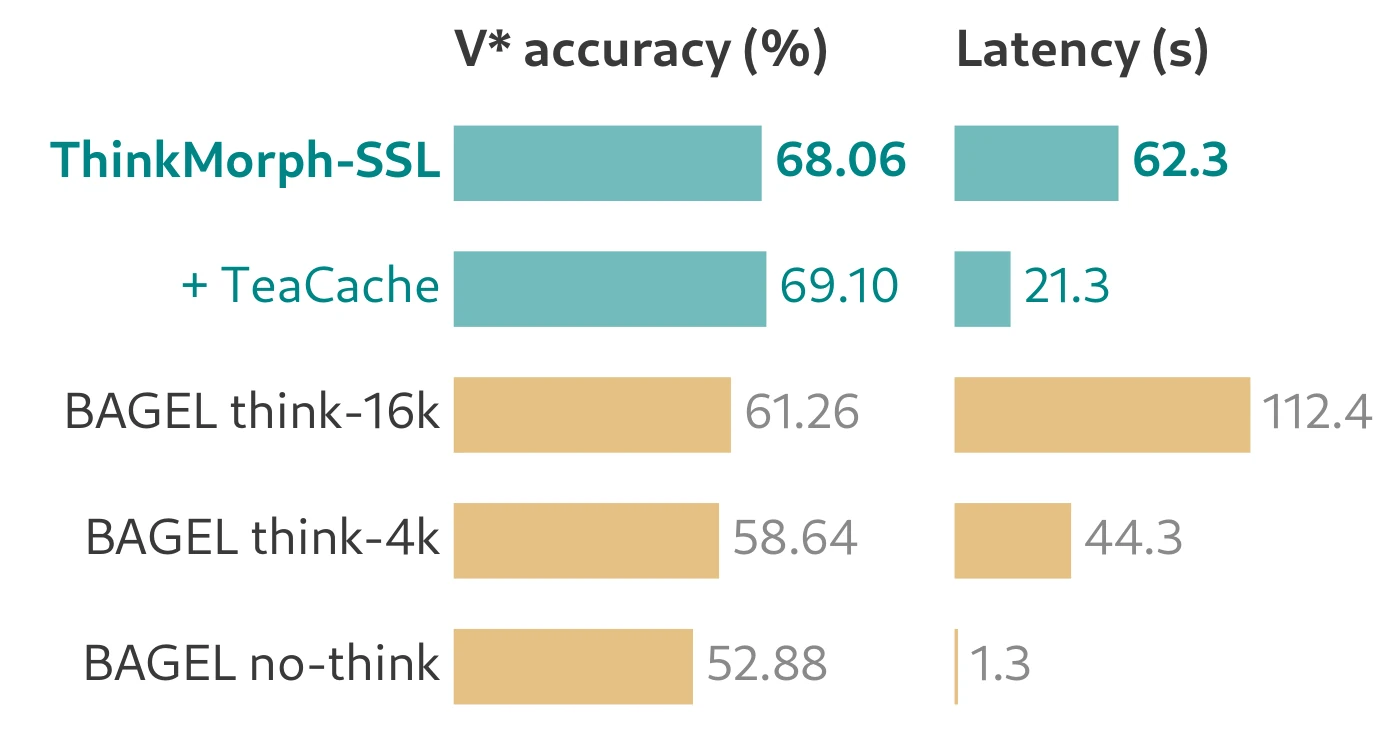 V* accuracy (%) Latency (s)
ThinkMorph-SSL 68.06 62.3
+ TeaCache 69.10 21.3
BAGEL think-16k 61.26 112.4
BAGEL think-4k 58.64 44.3
BAGEL no-think 52.88 1.3